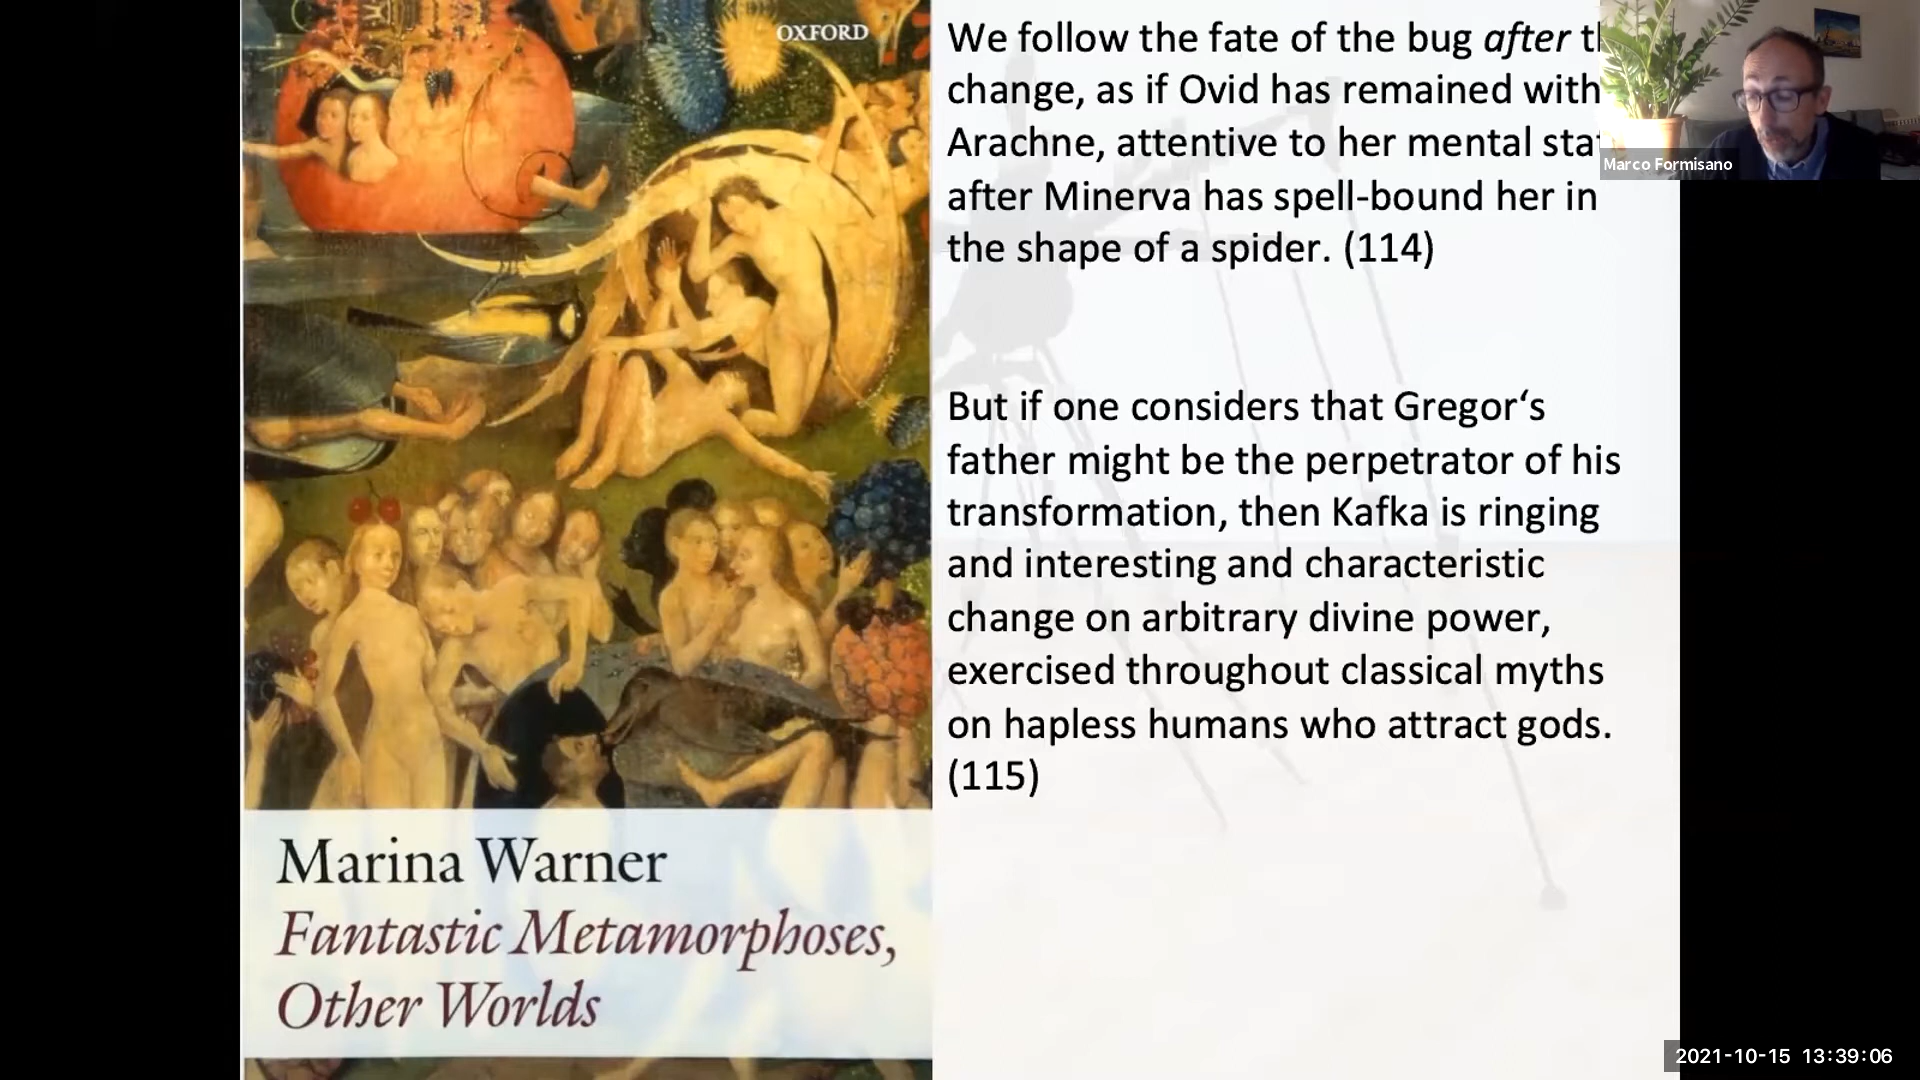 OXFORD
Marina Warner
Fantastic Metamorphoses,
Other Worlds
We follow the fate of the bug after
change, as if Ovid has remained with
Arachne, attentive to her mental
after Minerva has spell-bound her in
the shape of a spider. (114)
But if one considers that Gregor‘s
father might be the perpetrator of his
transformation, then Kafka is ringing
and interesting and characteristic
change on arbitrary divine power,
exercised throughout classical myths
on hapless humans who attract gods.
(115)
Marco Formisano
2021-10-15 13:39:06